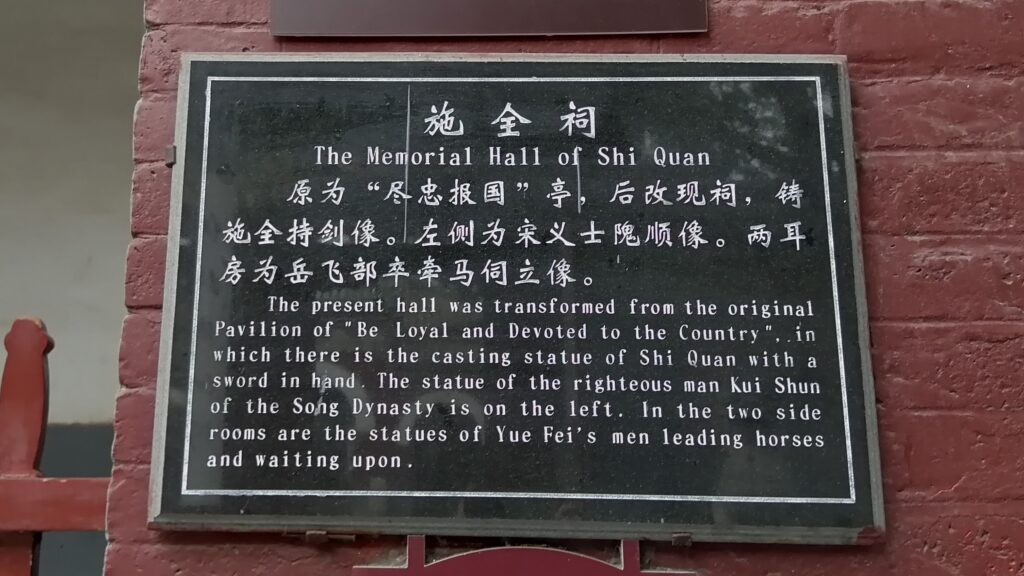 施全祠
The Memorial Hall of Shi Quan
原为“尽忠报国”亭，后改现祠，铸
施全持剑像。左侧为宋义士隗顺像。两耳
房为岳飞部卒牵马伺立像。
The present hall was transformed from the original
Pavilion of "Be Loyal and Devoted to the Country", in
which there is the casting statue of Shi Quan with a
sword in hand. The statue of the righteous man Kui Shun
of the Song Dynasty is on the left. In the two side
rooms are the statues of Yue Fei's men leading horses
and waiting upon.